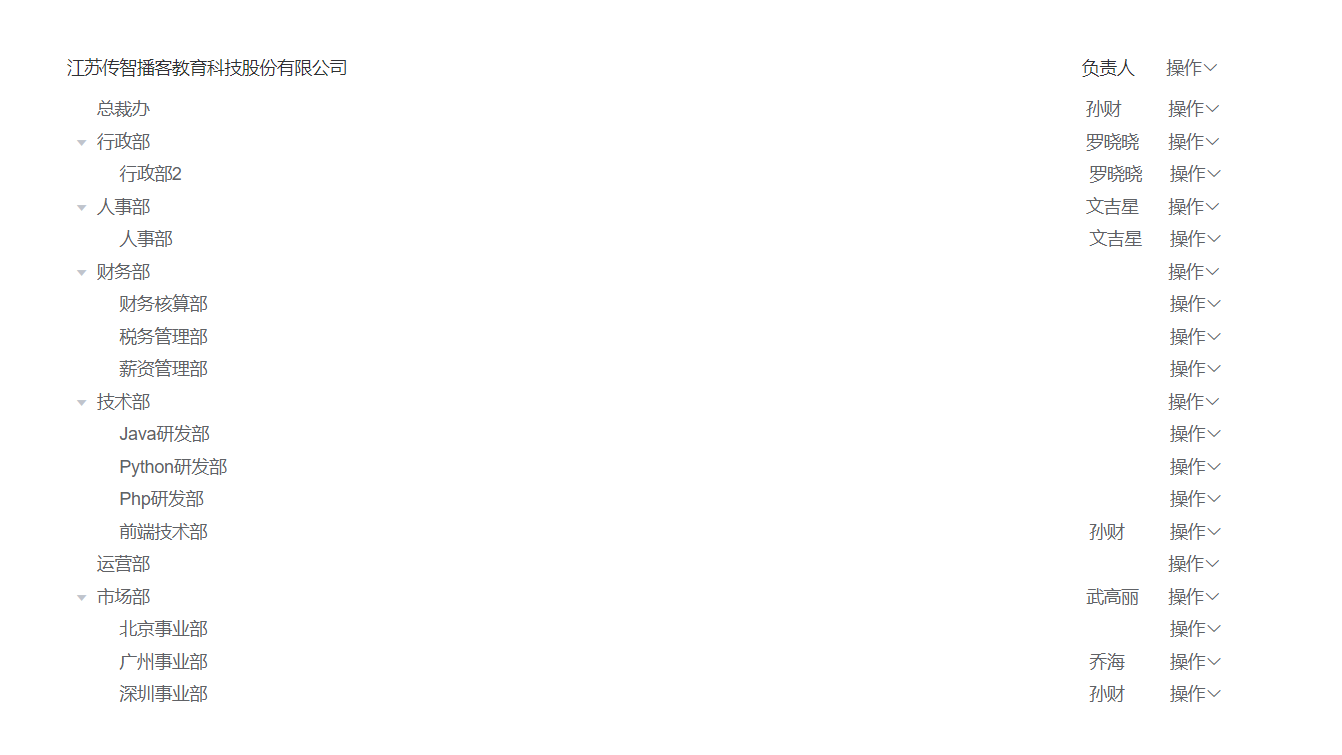 江苏传智播客教育科技股份有限公司 负责人 操作
总裁办 孙财 操作
行政部 罗晓晓 操作
行政部2 罗晓晓 操作
人事部 文吉星 操作
人事部 文吉星 操作
财务部 操作
财务核算部 操作
税务管理部 操作
薪资管理部 操作
技术部 操作
Java研发部 操作
Python研发部 操作
Php研发部 操作
前端技术部 孙财 操作
运营部 操作
市场部 武高丽 操作
北京事业部 操作
广州事业部 乔海 操作
深圳事业部 孙财 操作